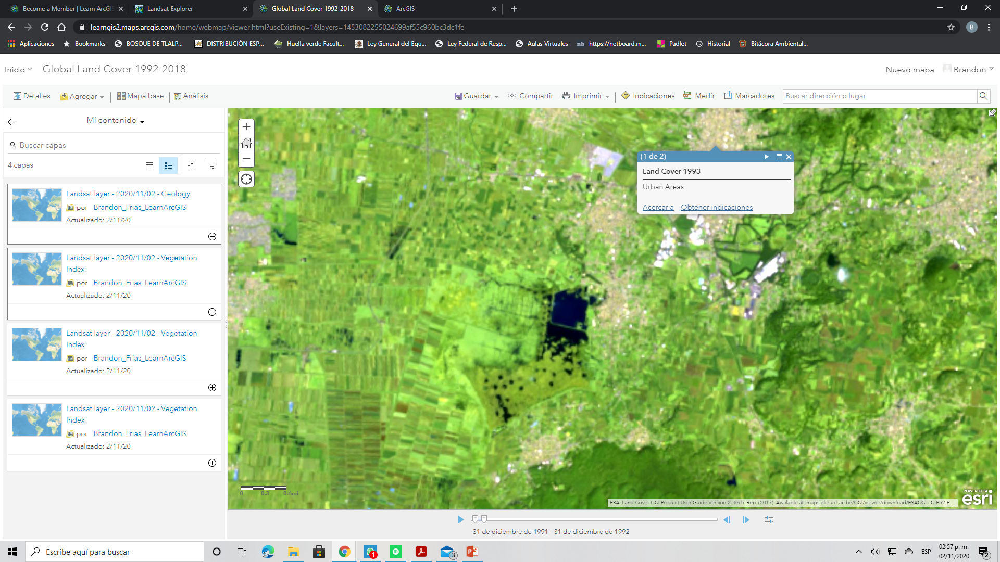 Become a Member | Learn ArcGIS
Landsat Explorer
Global Land Cover 1992-2018
ArcGIS
learngis2.maps.arcgis.com/home/webmap/viewer.html?useExisting=1&layers=1453082255024699af55c960bc3dc1fe
B
Aplicaciones
Bookmarks
BOSQUE DE TLALP...
DISTRIBUCIÓN ESP...
Huella verde Facult...
Ley General del Equ...
Ley Federal de Resp...
Aulas Virtuales
nb https://netboard.m...
Padlet
Historial
Bitácora Ambiental...
Inicio
Global Land Cover 1992-2018
Nuevo mapa
Brandon
Detalles
Agregar
Mapa base
Análisis
Guardar
Compartir
Imprimir
Indicaciones
Medir
Marcadores
Buscar dirección o lugar
Mi contenido
Buscar capas
4 capas
Landsat layer - 2020/11/02 - Geology
por Brandon_Frias_LearnArcGIS
Actualizado: 2/11/20
Landsat layer - 2020/11/02 - Vegetation
Index
por Brandon_Frias_LearnArcGIS
Actualizado: 2/11/20
Landsat layer - 2020/11/02 - Vegetation
Index
por Brandon_Frias_LearnArcGIS
Actualizado: 2/11/20
Landsat layer - 2020/11/02 - Vegetation
Index
por Brandon_Frias_LearnArcGIS
Actualizado: 2/11/20
(1 de 2)
Land Cover 1993
Urban Areas
Acercar a
Obtener indicaciones
0 0.3 0.6mi
POWERED BY
esri
ESA. Land Cover CCI Product User Guide Version 2. Tech. Rep. (2017). Available at: maps.elie.ucl.ac.be/CCI/viewer/download/ESACCI-LC-Ph2-P...
31 de diciembre de 1991 - 31 de diciembre de 1992
Escribe aquí para buscar
1
3
ESP
02:57 p. m.
02/11/2020
2